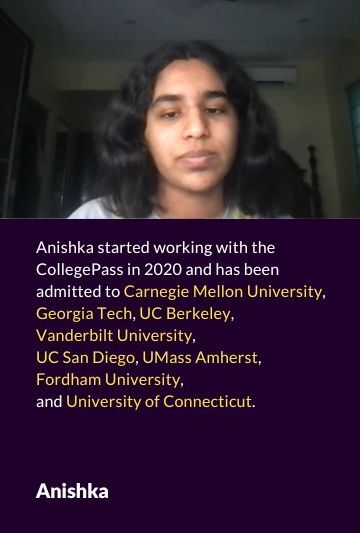 Anishka started working with the
CollegePass in 2020 and has been
admitted to Carnegie Mellon University,
Georgia Tech, UC Berkeley,
Vanderbilt University,
UC San Diego, UMass Amherst,
Fordham University,
and University of Connecticut.
Anishka